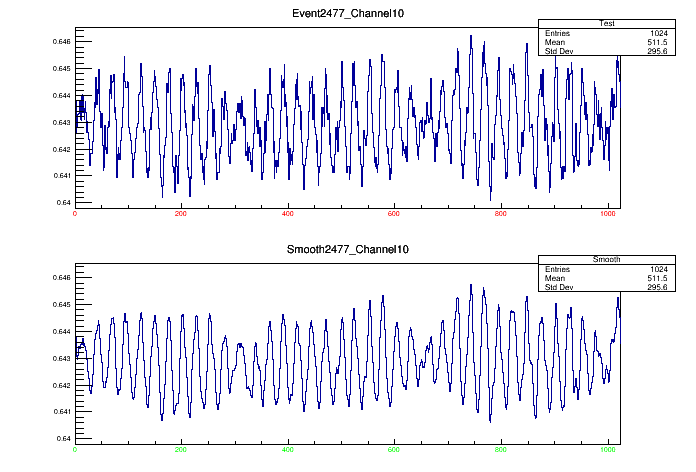 Event2477_Channel10
Test
Entries 1024
Mean 511.5
Std Dev 295.6
0.646
0.645
0.644
0.643
0.642
0.641
0.64
0 200 400 600 800 1000
Smooth2477_Channel10
Smooth
Entries 1024
Mean 511.5
Std Dev 295.6
0.646
0.645
0.644
0.643
0.642
0.641
0.64
0 200 400 600 800 1000